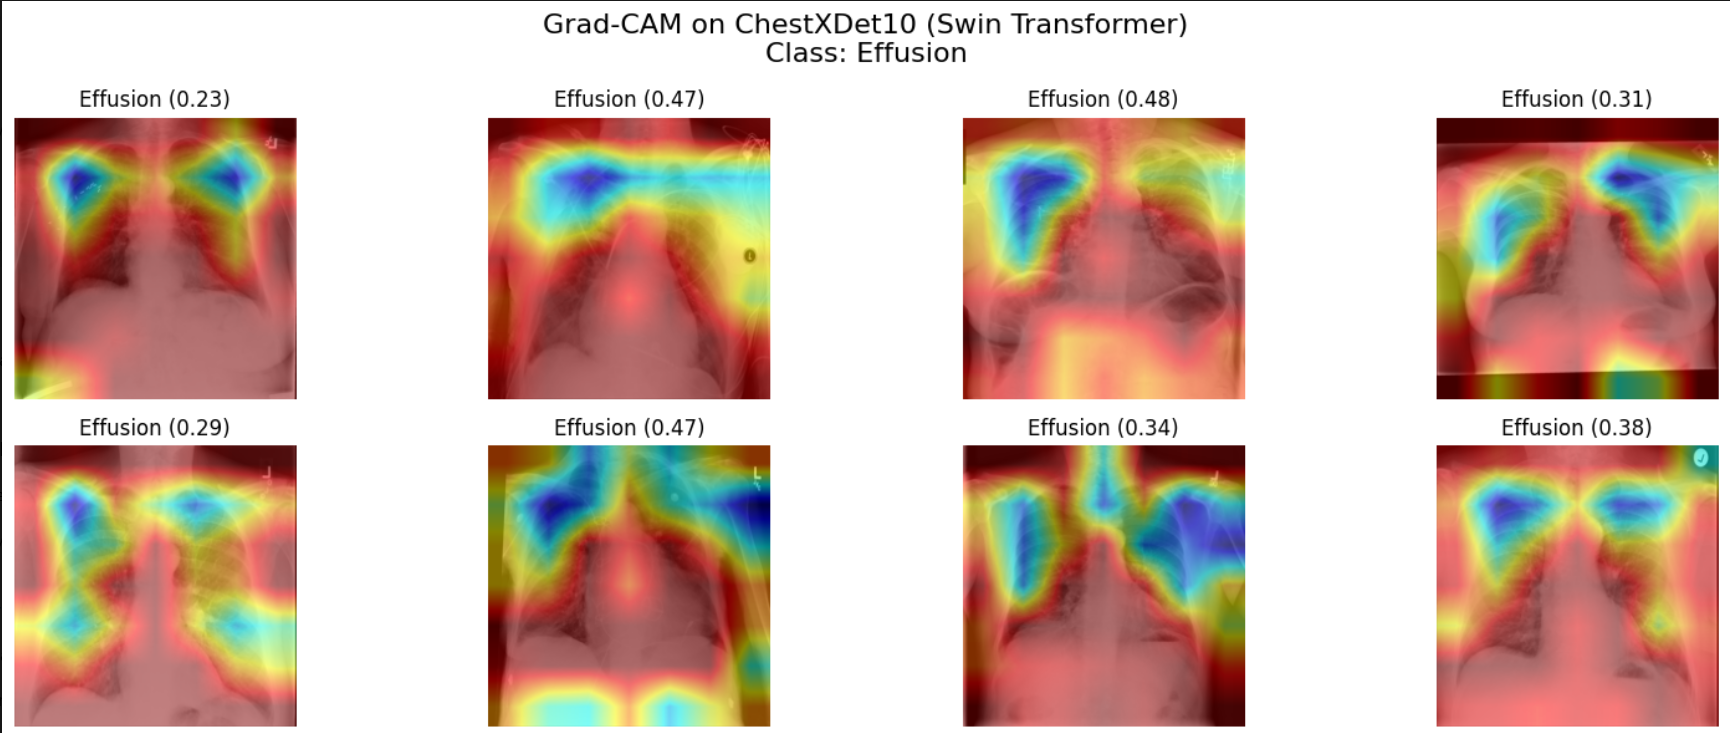 Grad-CAM on ChestXDet10 (Swin Transformer)
Class: Effusion
Effusion (0.23)
Effusion (0.47)
Effusion (0.48)
Effusion (0.31)
Effusion (0.29)
Effusion (0.47)
Effusion (0.34)
Effusion (0.38)